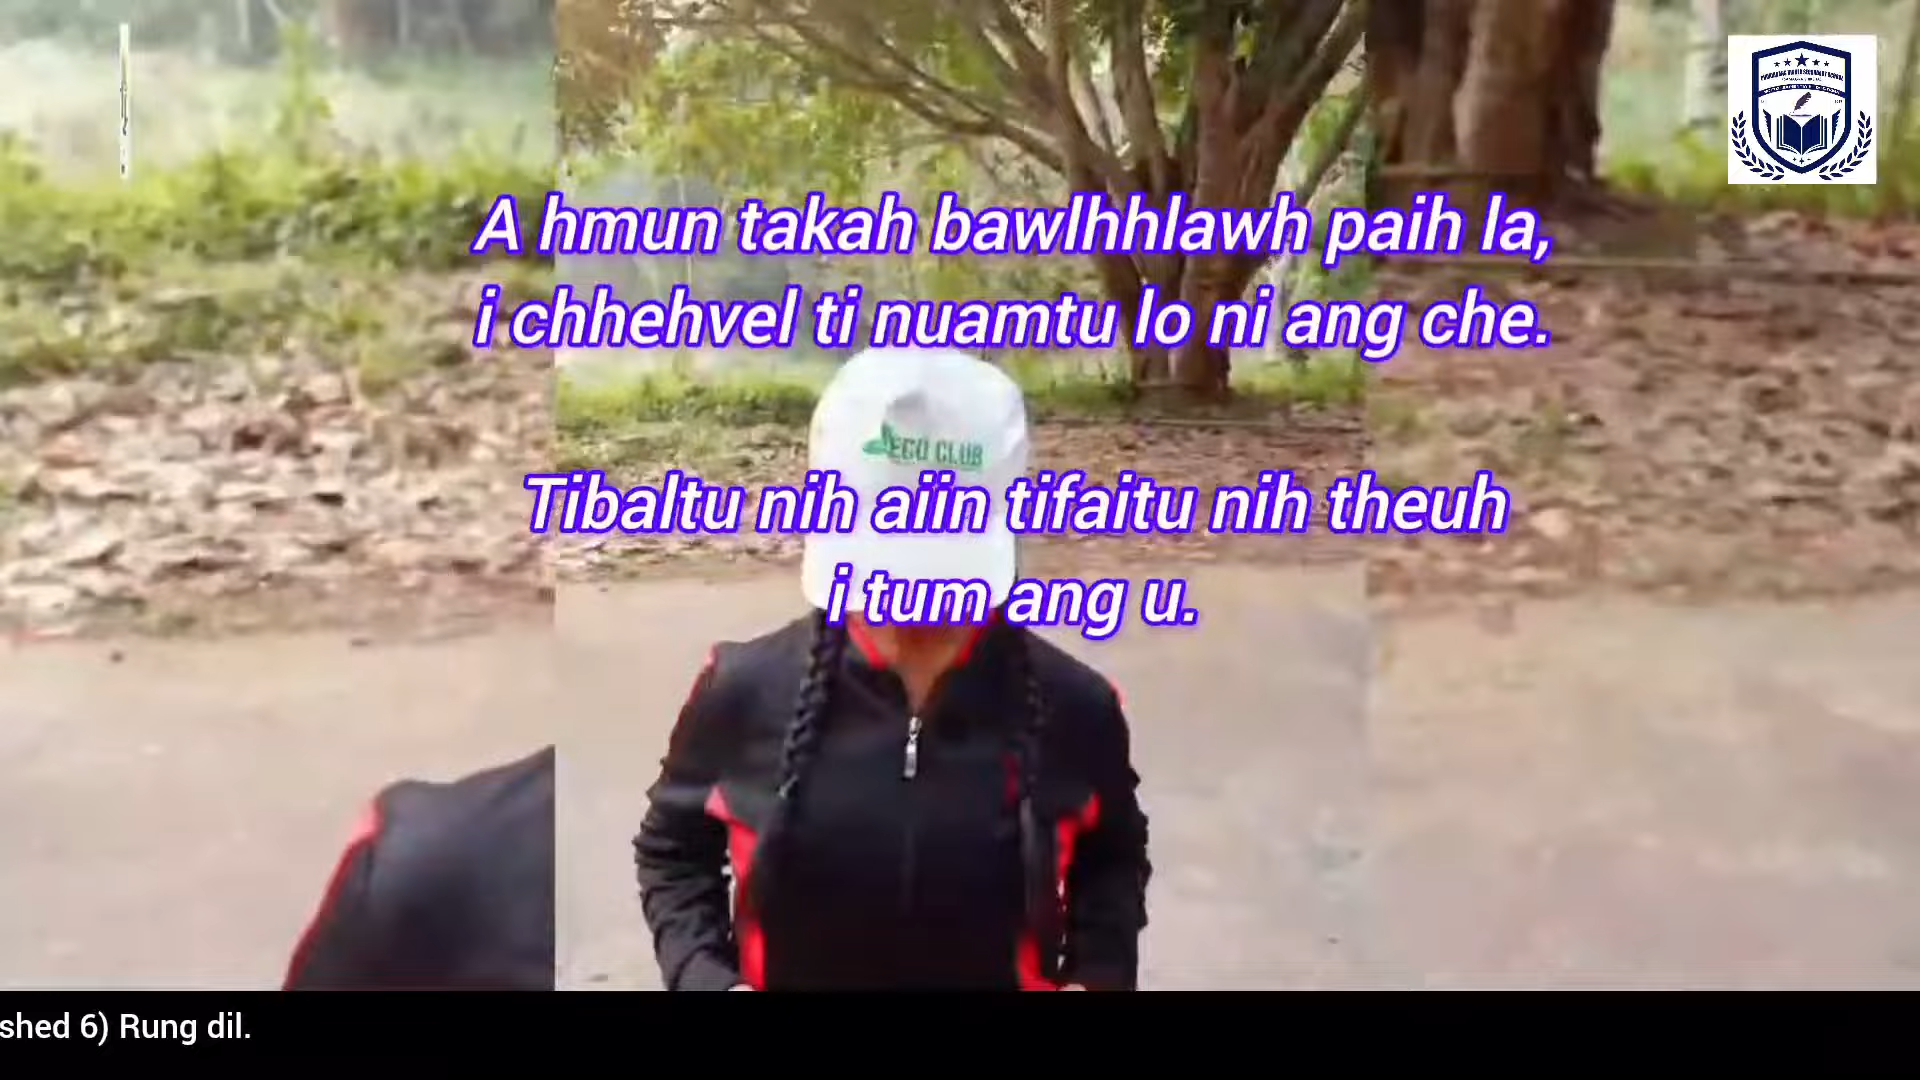 A hmun takah bawlhhlawh paih la,
i chhehvel ti nuamtu lo ni ang che.
ECO CLUB
Tibaltu nih aiin tifaitu nih theuh
i tum ang u.
shed 6) Rung dil.